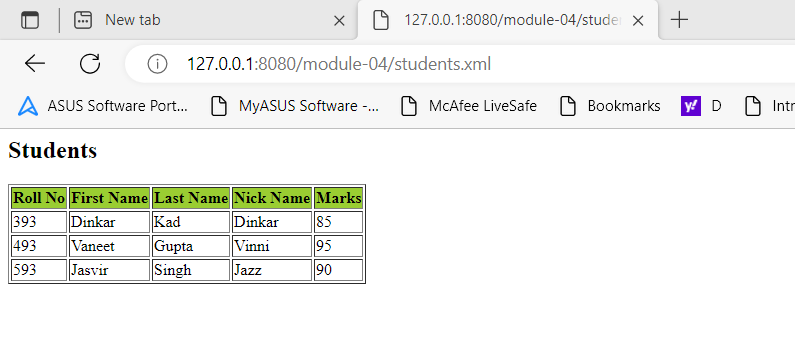 New tab
127.0.0.1:8080/module-04/stude
127.0.0.1:8080/module-04/students.xml
ASUS Software Port... MyASUS Software -... McAfee LiveSafe Bookmarks y! D Intr
Students
Roll No First Name Last Name Nick Name Marks
393 Dinkar Kad Dinkar 85
493 Vaneet Gupta Vinni 95
593 Jasvir Singh Jazz 90